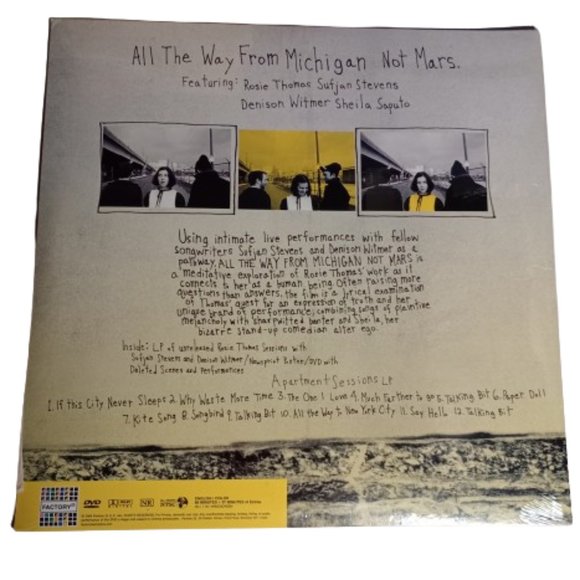 All The Way From Michigan Not Mars.
Featuring: Rosie Thomas Sufjan Stevens
Denison Witmer Sheila Saputo
Using intimate live performances with fellow
songwriters Sufjan Stevens and Denison Witmer as a
pathway, ALL THE WAY FROM MICHIGAN NOT MARS is
a meditative exploration of Rosie Thomas' work as it
connects to her as a human being. Often raising more
questions than answers, the film is a lyrical examination
of Thomas' quest for an expression of truth and her
unique brand of performance; combining songs of plaintive
melancholy with sharpwitted banter and Sheila, her
bizarre stand-up comedian alter ego.
Inside: LP of unreleased Rosie Thomas Sessions with
Sufjan Stevens and Denison Witmer/Newsprint Poster/DVD with
Deleted Scenes and Performances
Apartment Sessions LP
1. If this City Never Sleeps 2. Why Waste More Time 3. The One I Love 4. Much Farther to go 5. Talking Bit 6. Paper Doll
7. Kite Song 8. Songbird 9. Talking Bit 10. All the Way to New York City 11. Say Hello 12. Talking Bit
FACTORY25
DVD
NR